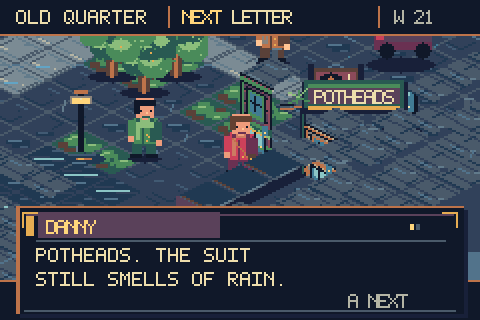 OLD QUARTER
NEXT LETTER
W 21
POTHEADS
DANNY
POTHEADS. THE SUIT
STILL SMELLS OF RAIN.
A NEXT